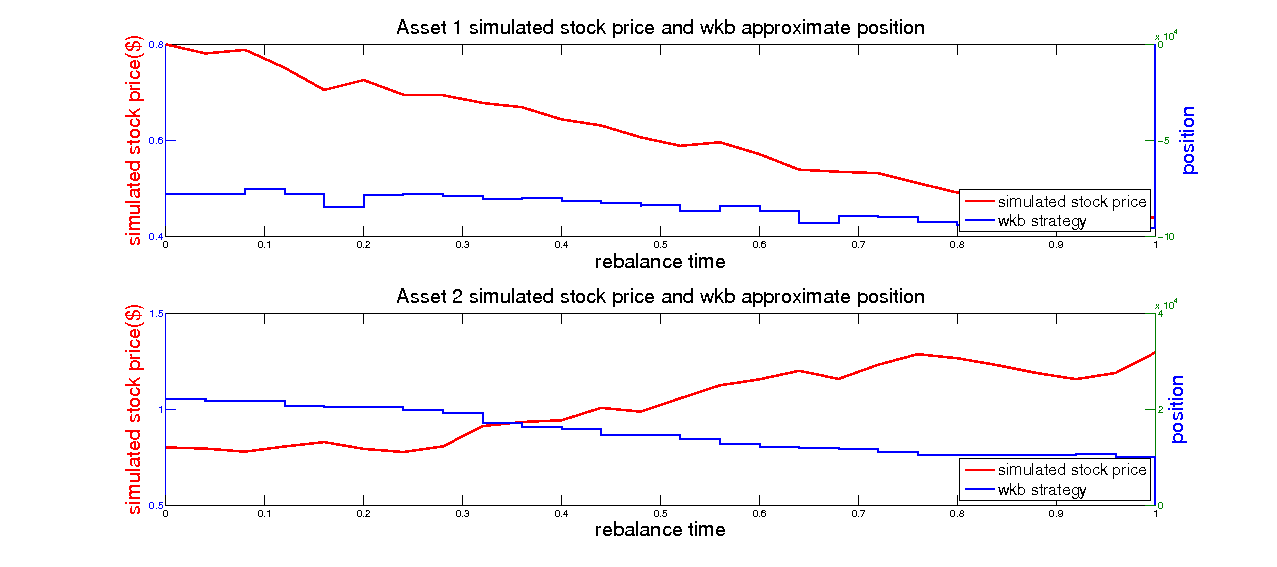 Asset 1 simulated stock price and wkb approximate position
x 10^4
simulated stock price($)
0.8
0.6
0.4
0
−5
−10
position
simulated stock price
wkb strategy
0 0.1 0.2 0.3 0.4 0.5 0.6 0.7 0.8 0.9 1
rebalance time
Asset 2 simulated stock price and wkb approximate position
x 10^4
simulated stock price($)
1.5
1
0.5
4
2
0
position
simulated stock price
wkb strategy
0 0.1 0.2 0.3 0.4 0.5 0.6 0.7 0.8 0.9 1
rebalance time